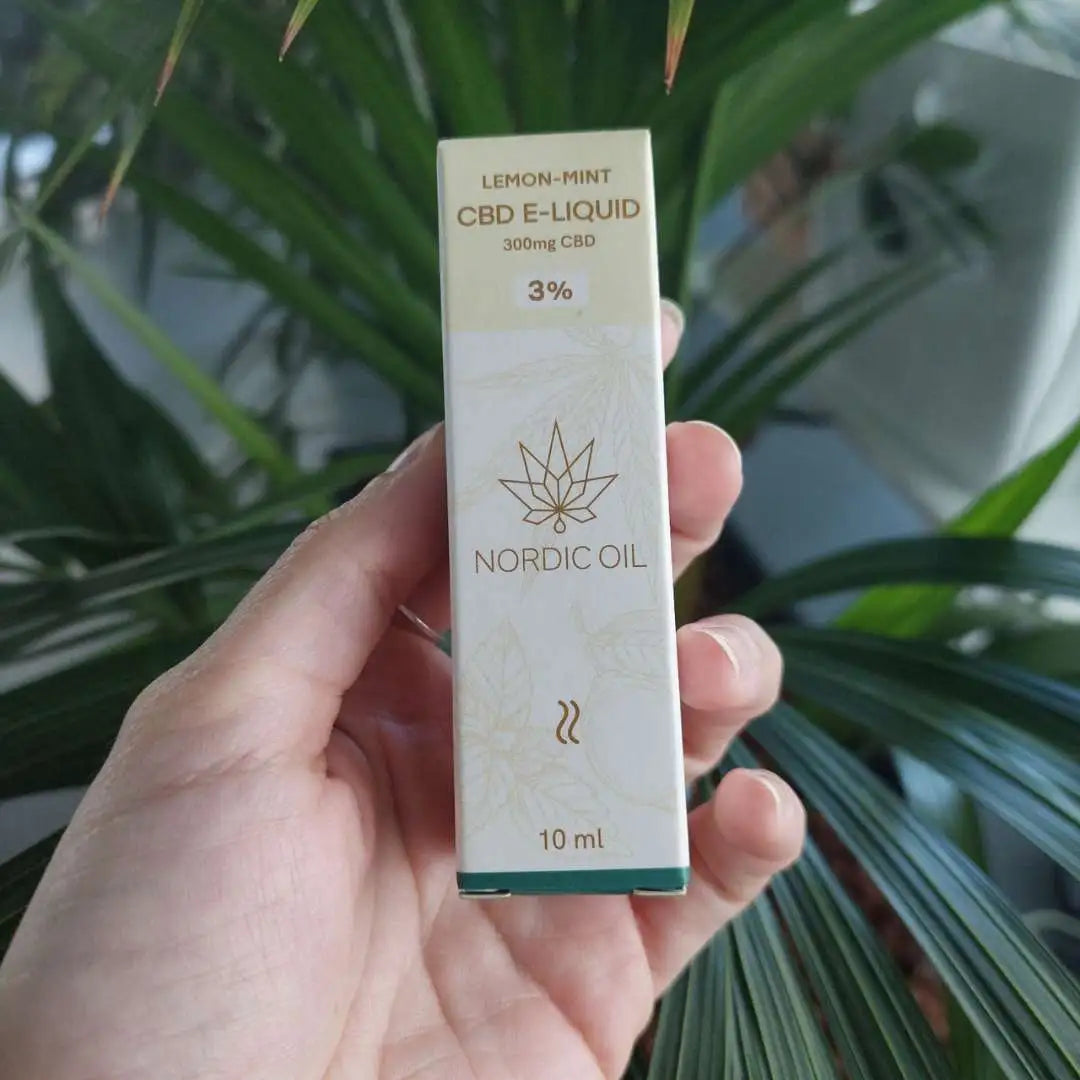 LEMON-MINT
CBD E-LIQUID
300mg CBD
3%
NORDIC OIL
10 ml